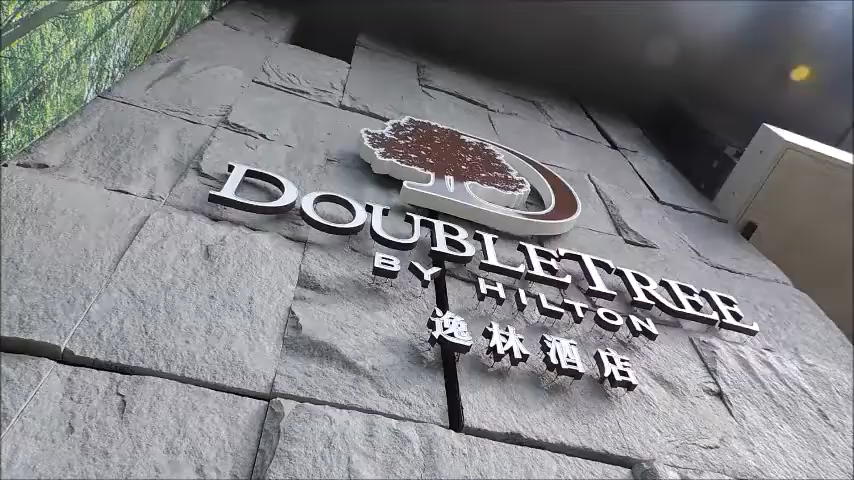 DOUBLETREE
BY HILTON
逸林酒店